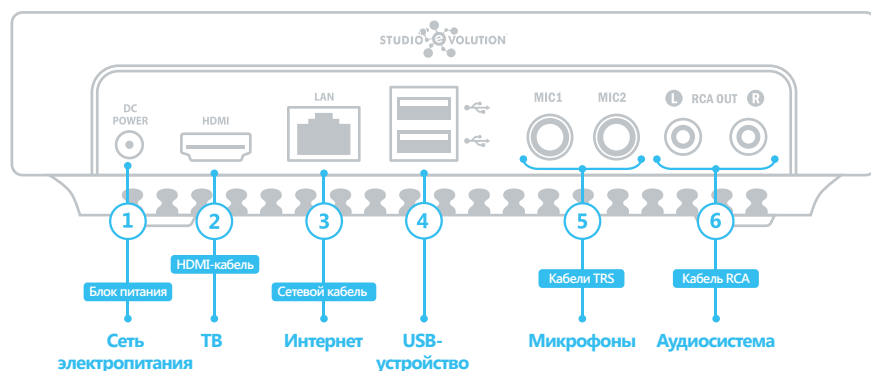 STUDIO eVOLUTION
DC
POWER
HDMI
LAN
MIC1
MIC2
L RCA OUT R
1
2
3
4
5
6
HDMI-кабель
Блок питания
Сетевой кабель
Кабели TRS
Кабель RCA
Сеть
электропитания
ТВ
Интернет
USB-
устройство
Микрофоны
Аудиосистема